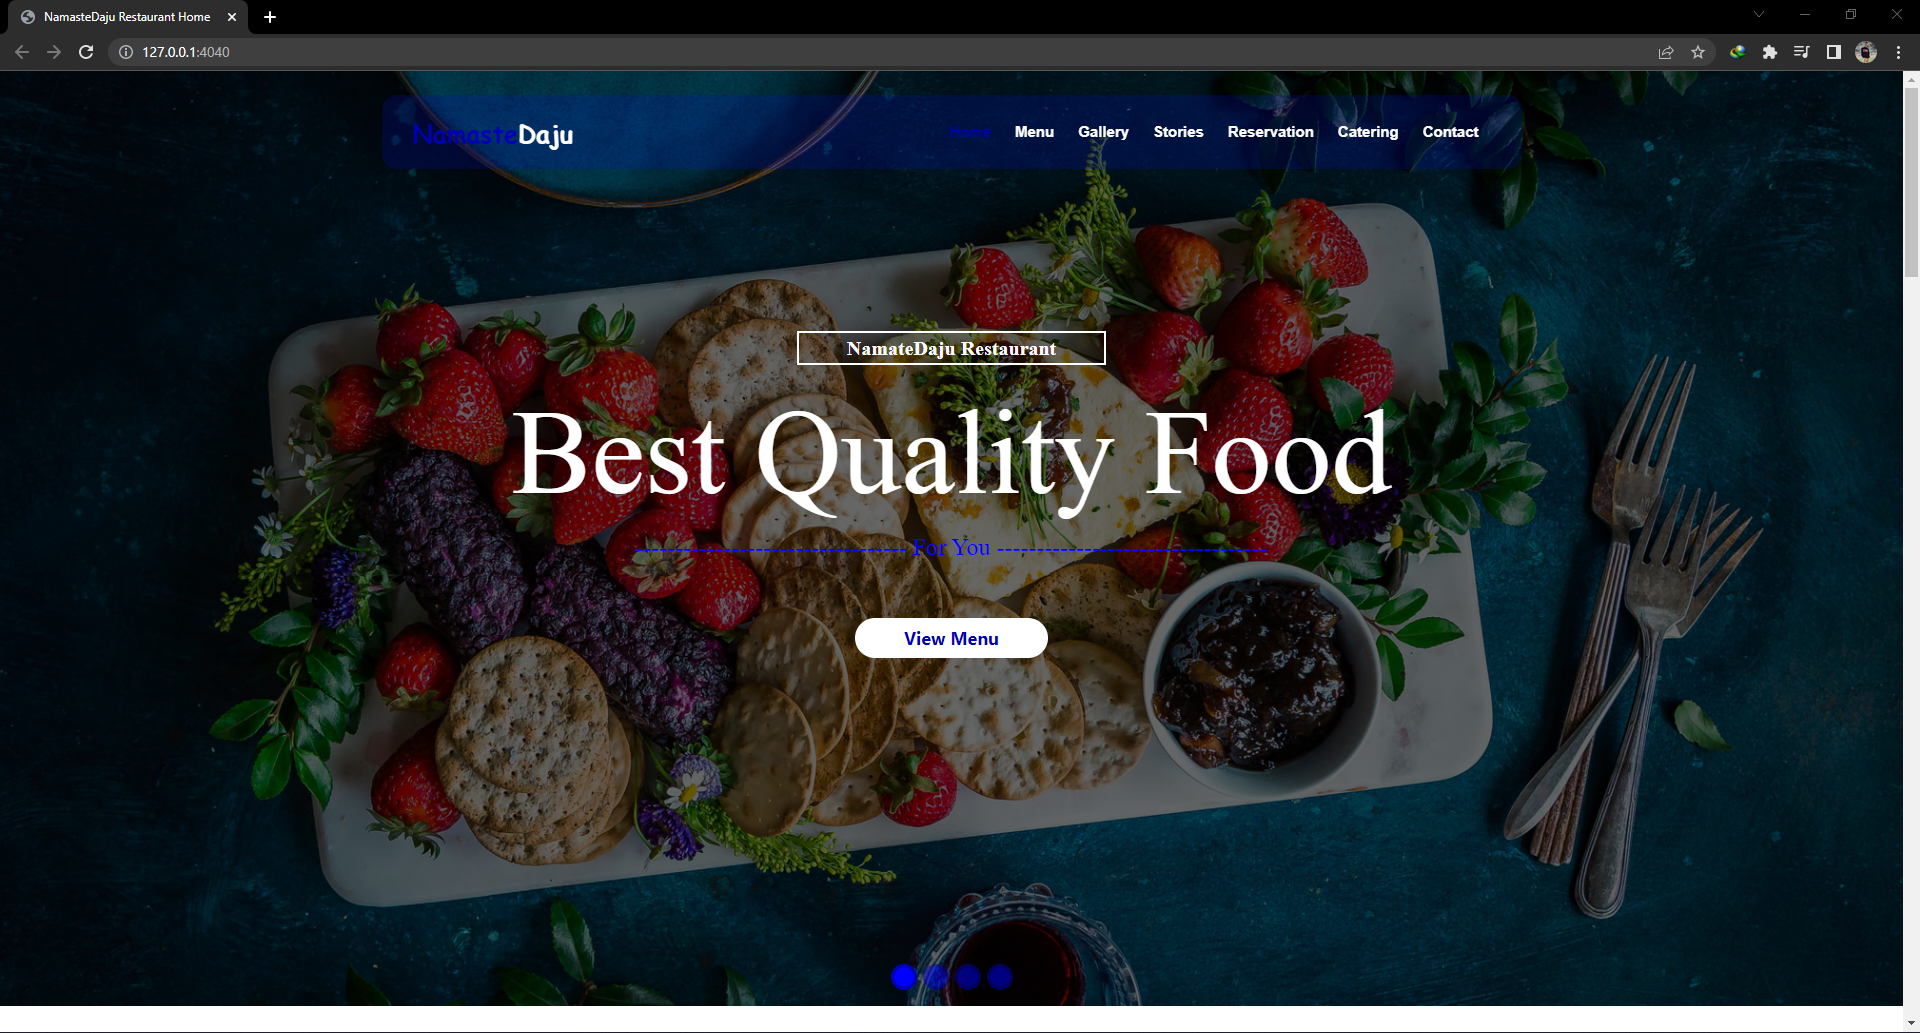 NamasteDaju Restaurant Home
127.0.0.1:4040
NamasteDaju
Home Menu Gallery Stories Reservation Catering Contact
NamateDaju Restaurant
Best Quality Food
--------------------------------- For You ---------------------------------
View Menu